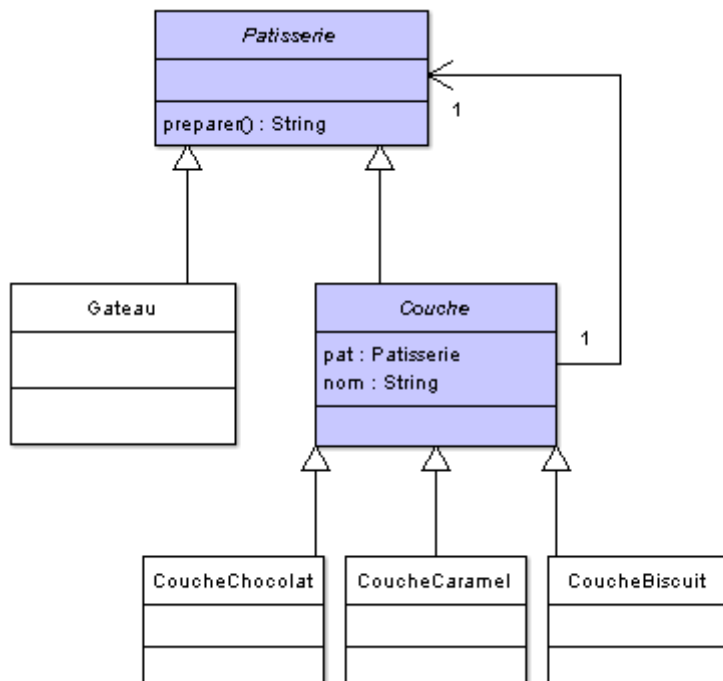 Patisserie
preparer() : String
1
Gateau
Couche
1
pat : Patisserie
nom : String
CoucheChocolat
CoucheCaramel
CoucheBiscuit